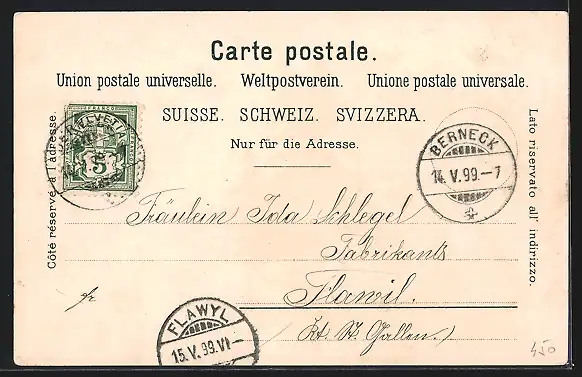 Carte postale.
Union postale universelle. Weltpostverein. Unione postale universale.
SUISSE. SCHWEIZ. SVIZZERA.
Nur für die Adresse.
Côté réservé à l'adresse.
Lato riservato all' indirizzo.
FRANCO
HELVETIA
5
BERNECK
14.V.99.–7
Fräulein Ida Schlegel
Fabrikants
Flawil.
(Kt. St. Gallen.)
FLAWYL
15.V.99.VI–
450